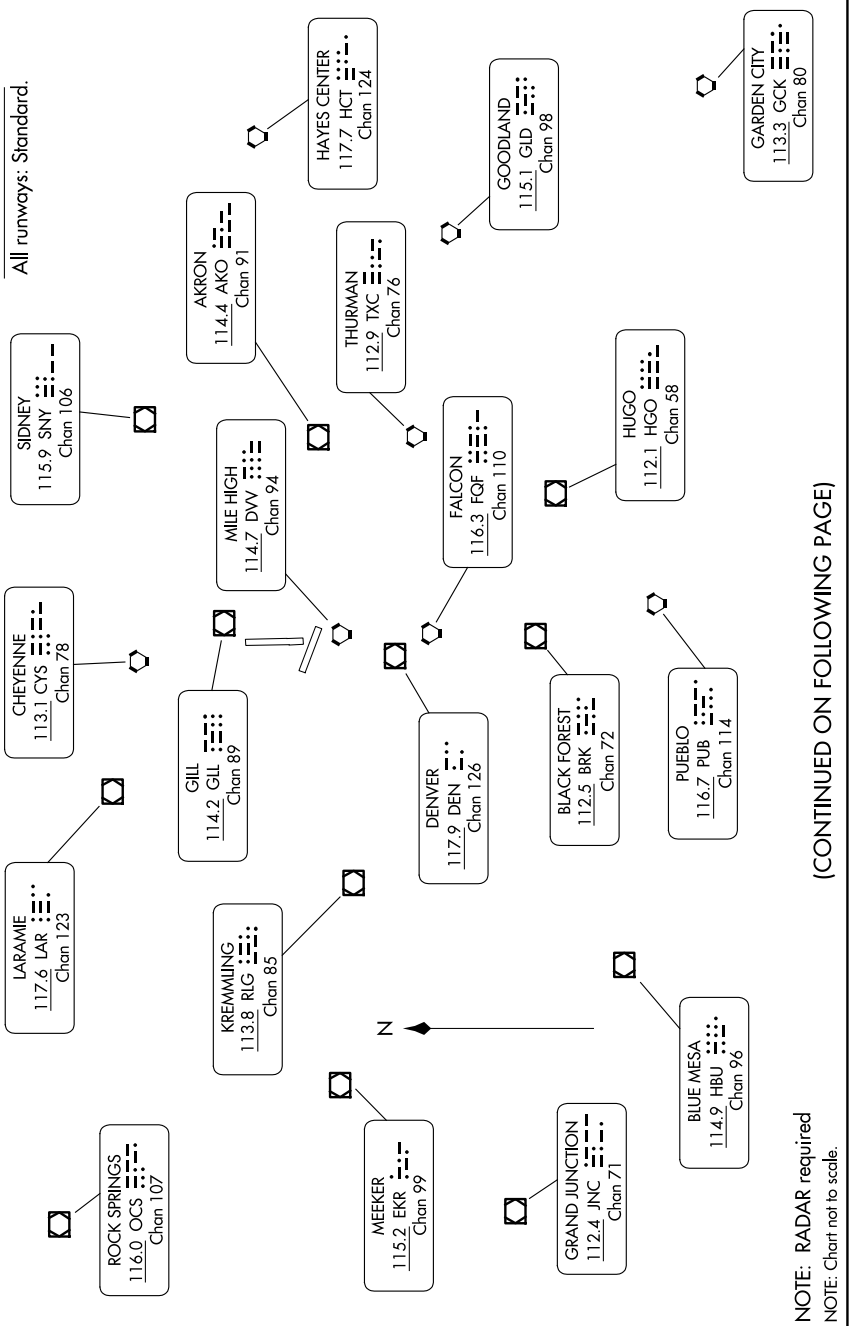 All runways: Standard.
ROCK SPRINGS
116.0 OCS
Chan 107
LARAMIE
117.6 LAR
Chan 123
CHEYENNE
113.1 CYS
Chan 78
SIDNEY
115.9 SNY
Chan 106
KREMMLING
113.8 RLG
Chan 85
GILL
114.2 GLL
Chan 89
MILE HIGH
114.7 DVV
Chan 94
AKRON
114.4 AKO
Chan 91
HAYES CENTER
117.7 HCT
Chan 124
MEEKER
115.2 EKR
Chan 99
N
DENVER
117.9 DEN
Chan 126
FALCON
116.3 FQF
Chan 110
THURMAN
112.9 TXC
Chan 76
GOODLAND
115.1 GLD
Chan 98
GRAND JUNCTION
112.4 JNC
Chan 71
BLACK FOREST
112.5 BRK
Chan 72
HUGO
112.1 HGO
Chan 58
BLUE MESA
114.9 HBU
Chan 96
PUEBLO
116.7 PUB
Chan 114
GARDEN CITY
113.3 GCK
Chan 80
NOTE: RADAR required
NOTE: Chart not to scale.
(CONTINUED ON FOLLOWING PAGE)